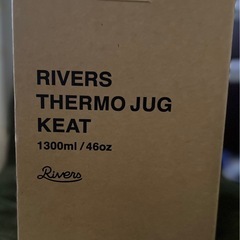 RIVERS
THERMO JUG
KEAT
1300ml / 46oz
Rivers